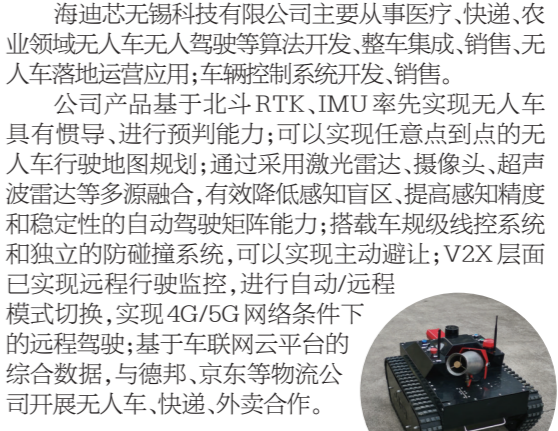 海迪芯无锡科技有限公司主要从事医疗、快递、农
业领域无人车无人驾驶等算法开发、整车集成、销售、无
人车落地运营应用;车辆控制系统开发、销售。
公司产品基于北斗RTK、IMU率先实现无人车
具有惯导、进行预判能力;可以实现任意点到点的无
人车行驶地图规划;通过采用激光雷达、摄像头、超声
波雷达等多源融合,有效降低感知盲区、提高感知精度
和稳定性的自动驾驶矩阵能力;搭载车规级线控系统
和独立的防碰撞系统,可以实现主动避让;V2X层面
已实现远程行驶监控,进行自动/远程
模式切换,实现4G/5G网络条件下
的远程驾驶;基于车联网云平台的
综合数据,与德邦、京东等物流公
司开展无人车、快递、外卖合作。